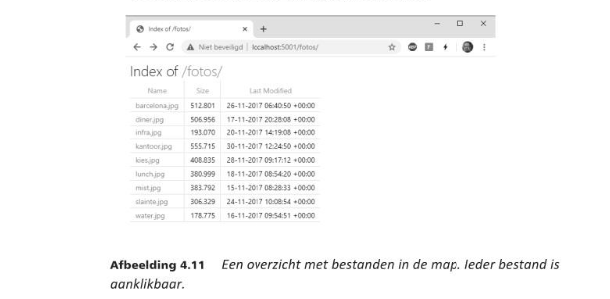 Index of /fotos/
Niet beveiligd | localhost:5001/fotos/
Index of /fotos/
Name Size Last Modified
barcelona.jpg 512.801 26-11-2017 06:40:50 +00:00
diner.jpg 506.956 17-11-2017 20:28:08 +00:00
infra.jpg 193.070 20-11-2017 14:19:08 +00:00
kantoor.jpg 555.715 30-11-2017 12:24:50 +00:00
kies.jpg 408.835 28-11-2017 09:17:12 +00:00
lunch.jpg 380.999 18-11-2017 08:54:20 +00:00
mist.jpg 383.792 15-11-2017 08:28:33 +00:00
slainte.jpg 306.329 24-11-2017 10:08:54 +00:00
water.jpg 178.775 16-11-2017 09:54:51 +00:00
Afbeelding 4.11 Een overzicht met bestanden in de map. Ieder bestand is
aanklikbaar.